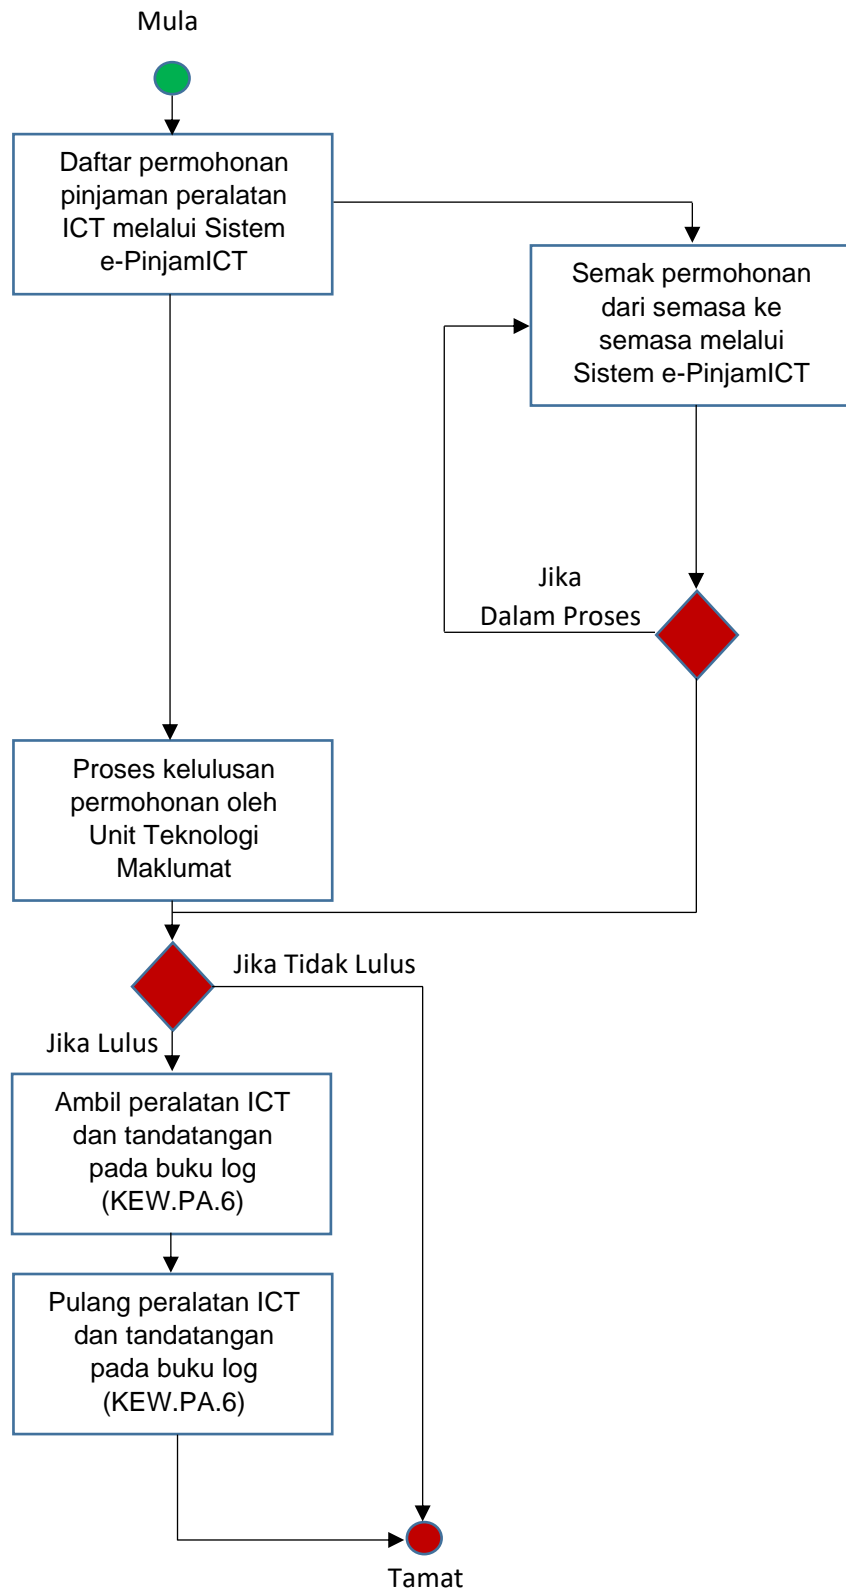 Mula
Daftar permohonan
pinjaman peralatan
ICT melalui Sistem
e-PinjamICT
Semak permohonan
dari semasa ke
semasa melalui
Sistem e-PinjamICT
Jika
Dalam Proses
Proses kelulusan
permohonan oleh
Unit Teknologi
Maklumat
Jika Tidak Lulus
Jika Lulus
Ambil peralatan ICT
dan tandatangan
pada buku log
(KEW.PA.6)
Pulang peralatan ICT
dan tandatangan
pada buku log
(KEW.PA.6)
Tamat